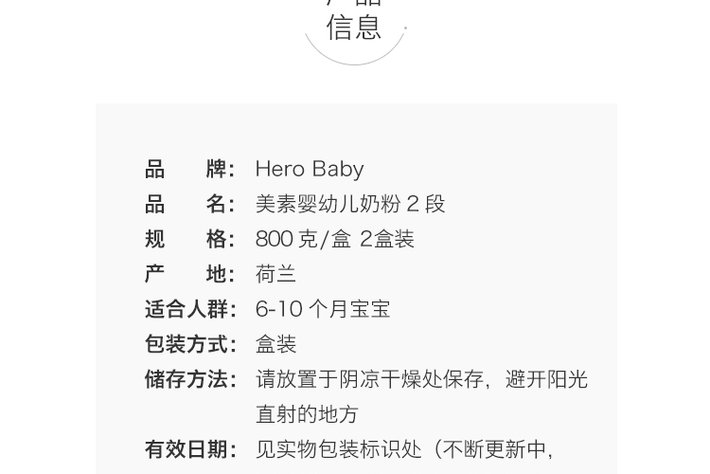 产品
信息
品 牌： Hero Baby
品 名： 美素婴幼儿奶粉 2 段
规 格： 800 克/盒 2盒装
产 地： 荷兰
适合人群： 6-10 个月宝宝
包装方式： 盒装
储存方法： 请放置于阴凉干燥处保存，避开阳光
直射的地方
有效日期： 见实物包装标识处（不断更新中，